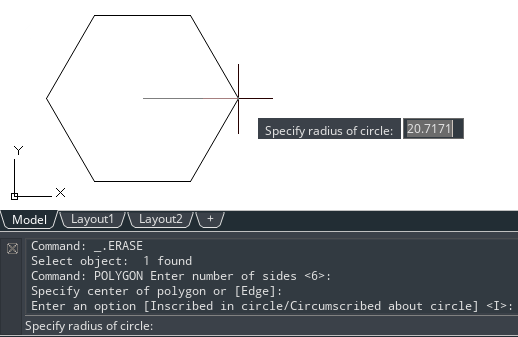 Specify radius of circle: 20.7171
Y
X
Model Layout1 Layout2 +
Command: _.ERASE
Select object:  1 found
Command: POLYGON Enter number of sides <6>:
Specify center of polygon or [Edge]:
Enter an option [Inscribed in circle/Circumscribed about circle] <I>:
Specify radius of circle: